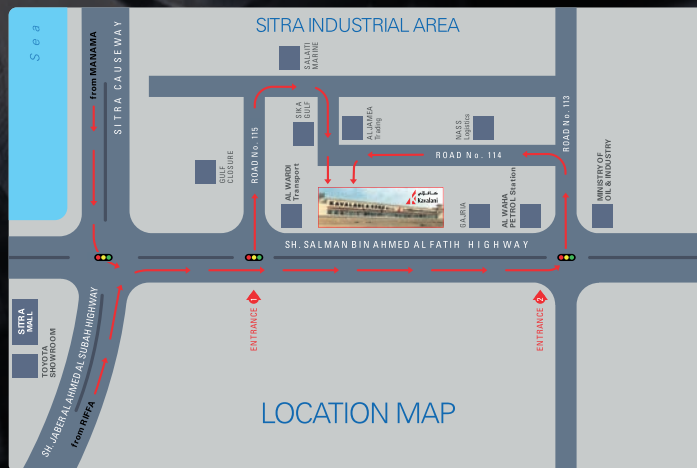 SITRA INDUSTRIAL AREA
Sea
from MANAMA
SITRA CAUSEWAY
SALAITI
MARINE
SIKA
GULF
AL JAMEA
Trading
NASS
Logistics
ROAD No. 113
ROAD No. 115
GULF
CLOSURE
ROAD No. 114
AL WARDI
Transport
Kavalani
GAJRIA
AL WAHA
PETROL Station
MINISTRY OF
OIL & INDUSTRY
SH. SALMAN BIN AHMED AL FATIH HIGHWAY
SITRA
MALL
TOYOTA
SHOWROOM
SH. JABER AL AHMED AL SUBAH HIGHWAY
from RIFFA
ENTRANCE 1
ENTRANCE 2
LOCATION MAP